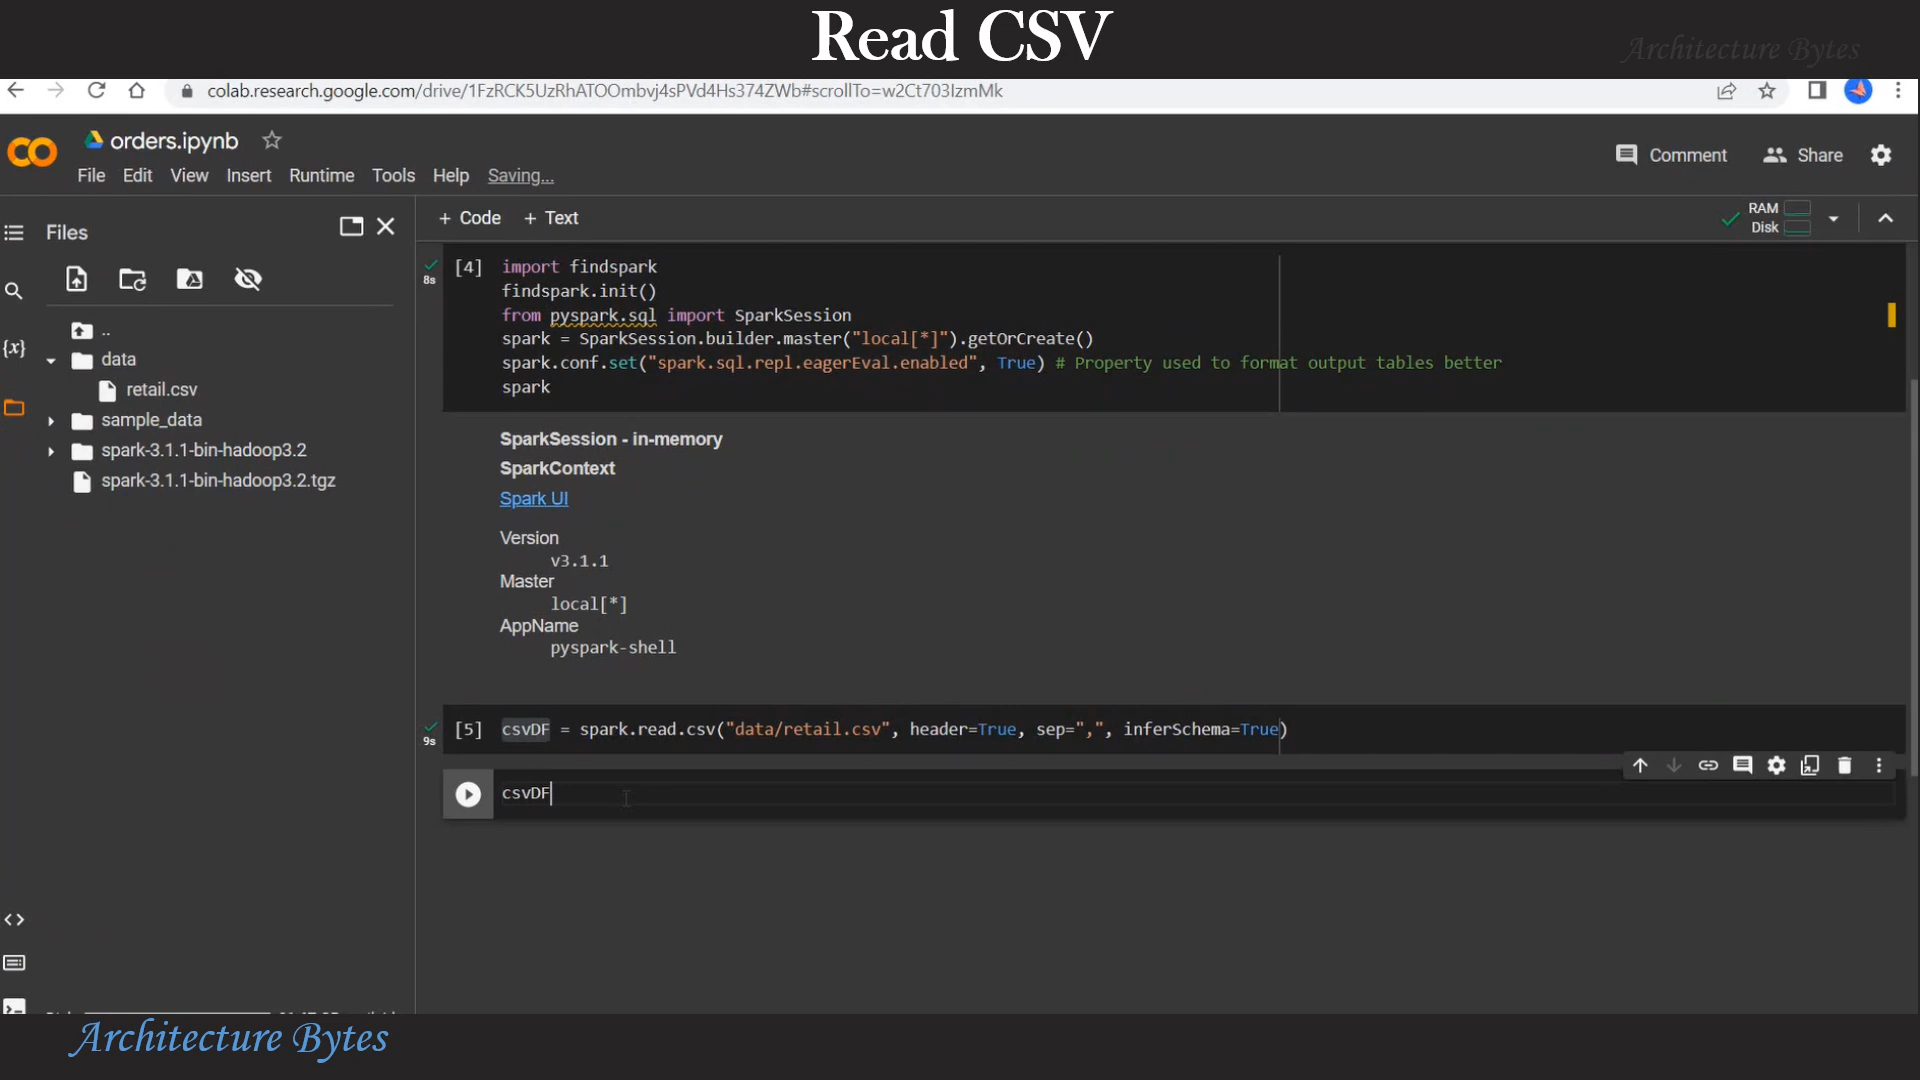 Read CSV
Architecture Bytes
colab.research.google.com/drive/1FzRCK5UzRhATOOmbvj4sPVd4Hs374ZWb#scrollTo=w2Ct703IzmMk
orders.ipynb
File Edit View Insert Runtime Tools Help Saving...
Comment Share
Files
+ Code + Text
RAM
Disk
..
data
retail.csv
sample_data
spark-3.1.1-bin-hadoop3.2
spark-3.1.1-bin-hadoop3.2.tgz
{x}
8s
[4] import findspark
findspark.init()
from pyspark.sql import SparkSession
spark = SparkSession.builder.master("local[*]").getOrCreate()
spark.conf.set("spark.sql.repl.eagerEval.enabled", True) # Property used to format output tables better
spark
SparkSession - in-memory
SparkContext
Spark UI
Version
v3.1.1
Master
local[*]
AppName
pyspark-shell
9s
[5] csvDF = spark.read.csv("data/retail.csv", header=True, sep=",", inferSchema=True)
csvDF
Architecture Bytes